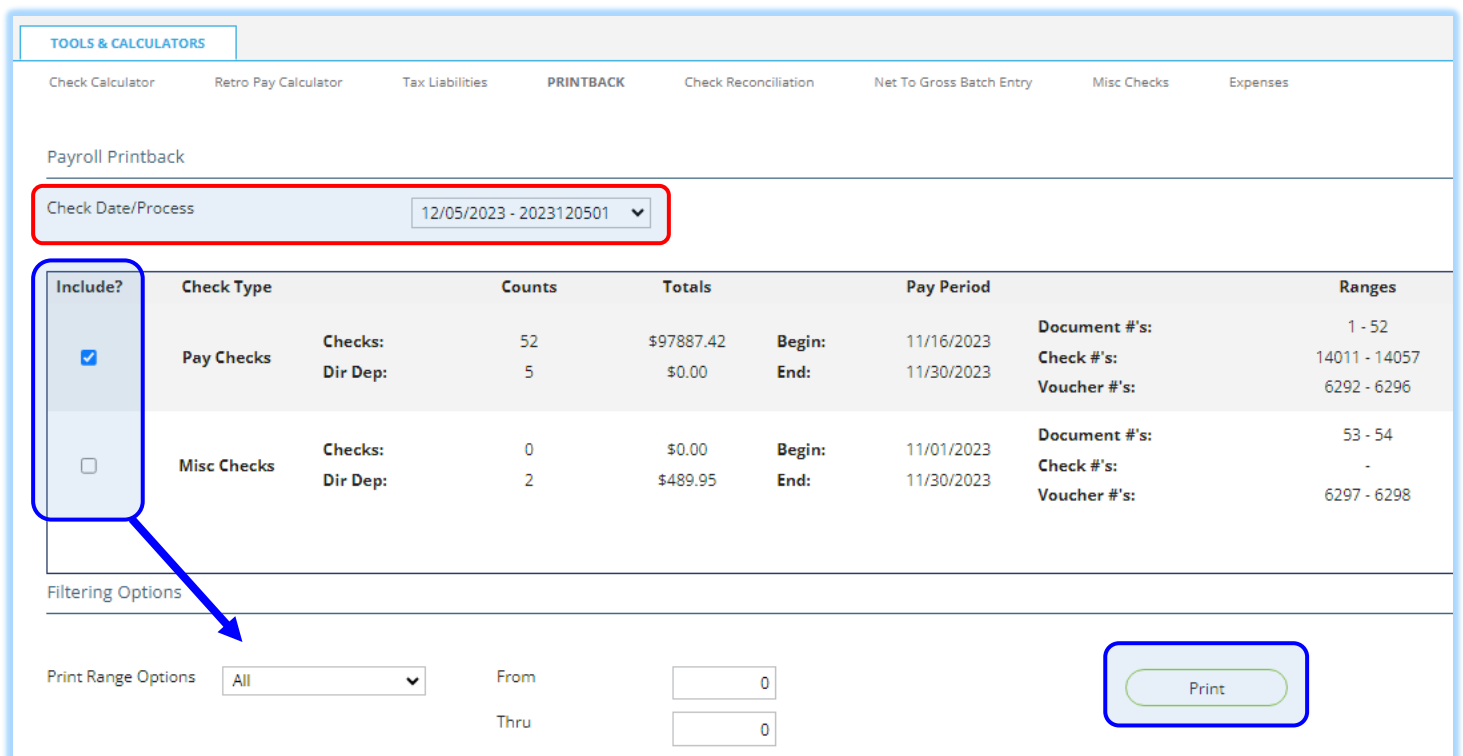 TOOLS & CALCULATORS
Check Calculator Retro Pay Calculator Tax Liabilities PRINTBACK Check Reconciliation Net To Gross Batch Entry Misc Checks Expenses
Payroll Printback
Check Date/Process 12/05/2023 - 2023120501
Include? Check Type Counts Totals Pay Period Ranges
Document #'s: 1 - 52
Checks: 52 $97887.42 Begin: 11/16/2023
Pay Checks Check #'s: 14011 - 14057
Dir Dep: 5 $0.00 End: 11/30/2023
Voucher #'s: 6292 - 6296
Document #'s: 53 - 54
Checks: 0 $0.00 Begin: 11/01/2023
Misc Checks Check #'s: -
Dir Dep: 2 $489.95 End: 11/30/2023
Voucher #'s: 6297 - 6298
Filtering Options
Print Range Options All From 0 Print
Thru 0